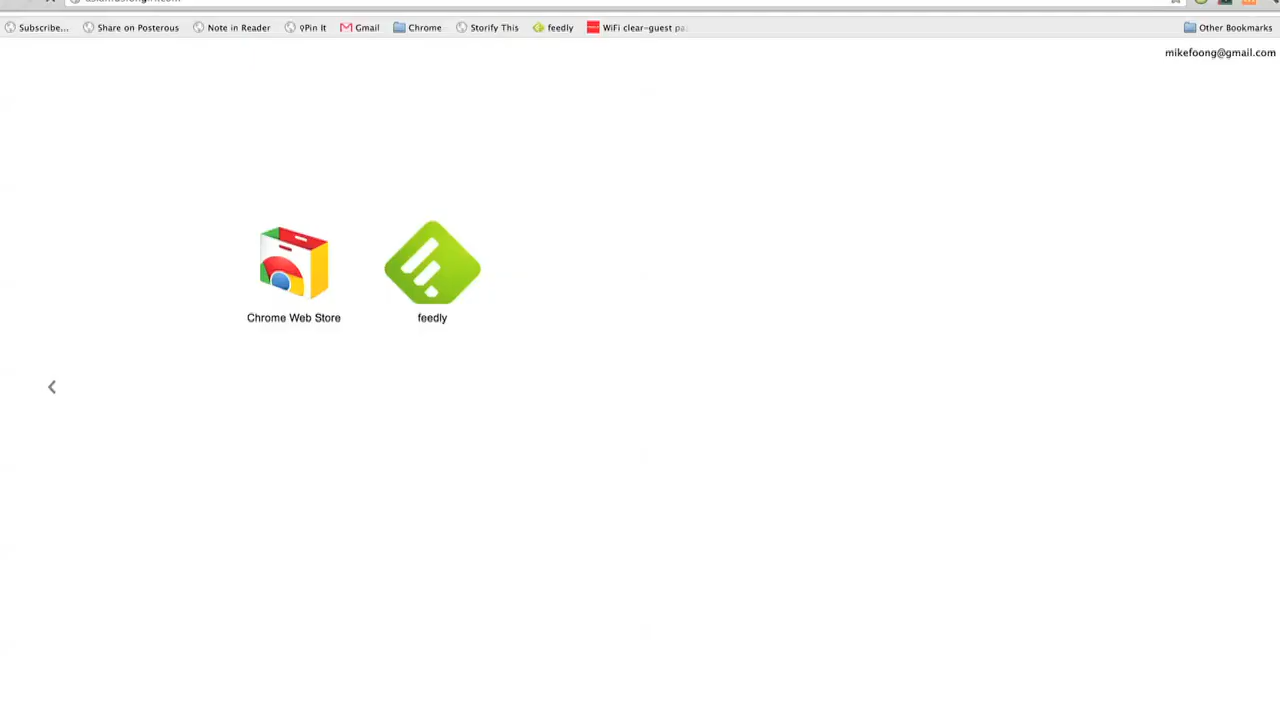 Subscribe... Share on Posterous Note in Reader Pin It Gmail Chrome Storify This feedly WiFi clear-guest pa Other Bookmarks
mikefoong@gmail.com
Chrome Web Store feedly